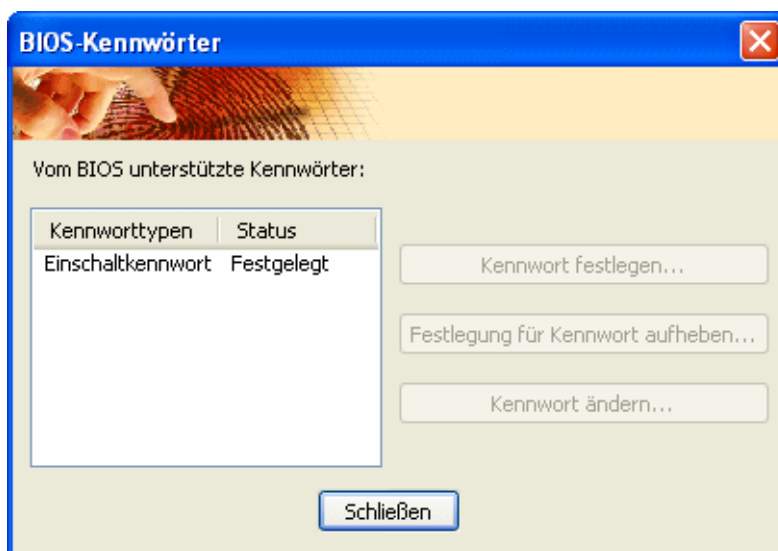 BIOS-Kennwörter
Vom BIOS unterstützte Kennwörter:
Kennworttypen Status
Einschaltkennwort Festgelegt
Kennwort festlegen...
Festlegung für Kennwort aufheben...
Kennwort ändern...
Schließen